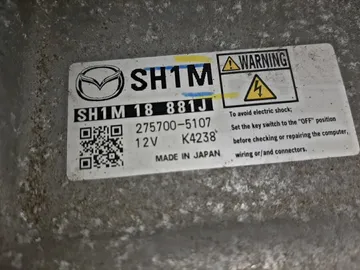 SH1M
SH1M 18 881J
275700-5107
12V K4238
MADE IN JAPAN
WARNING
To avoid electric shock;
Set the key switch to the "OFF" position
before checking or repairing the computer,
wiring or/and connectors.